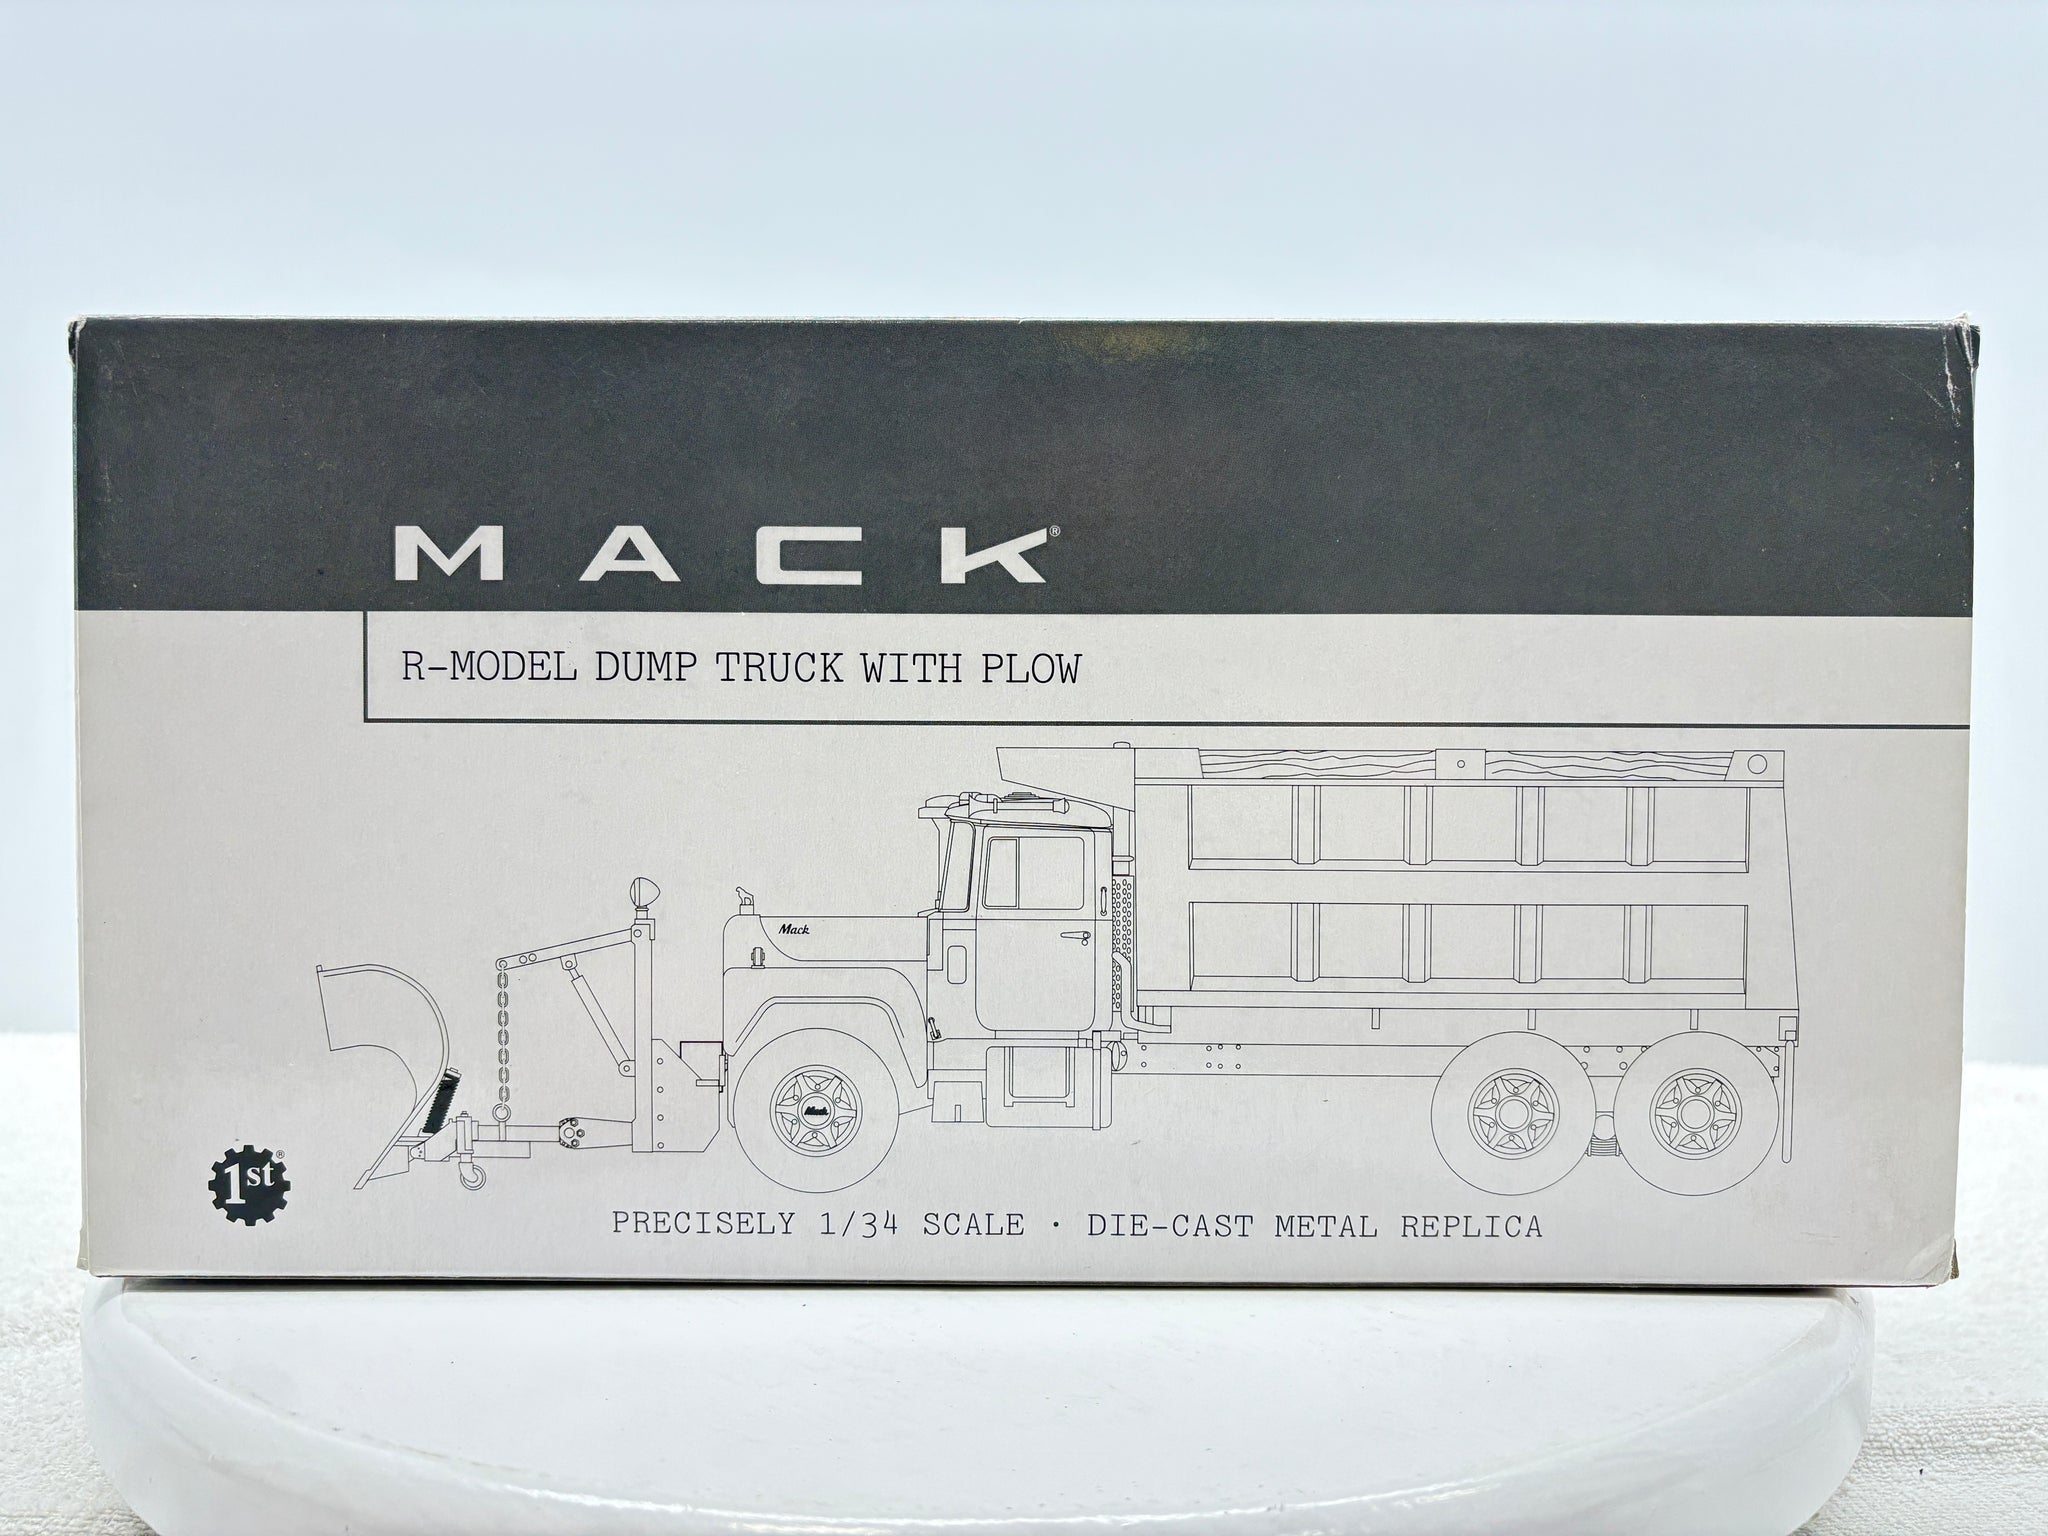 MACK®
R-MODEL DUMP TRUCK WITH PLOW
Mack
Mack
1st®
PRECISELY 1/34 SCALE · DIE-CAST METAL REPLICA